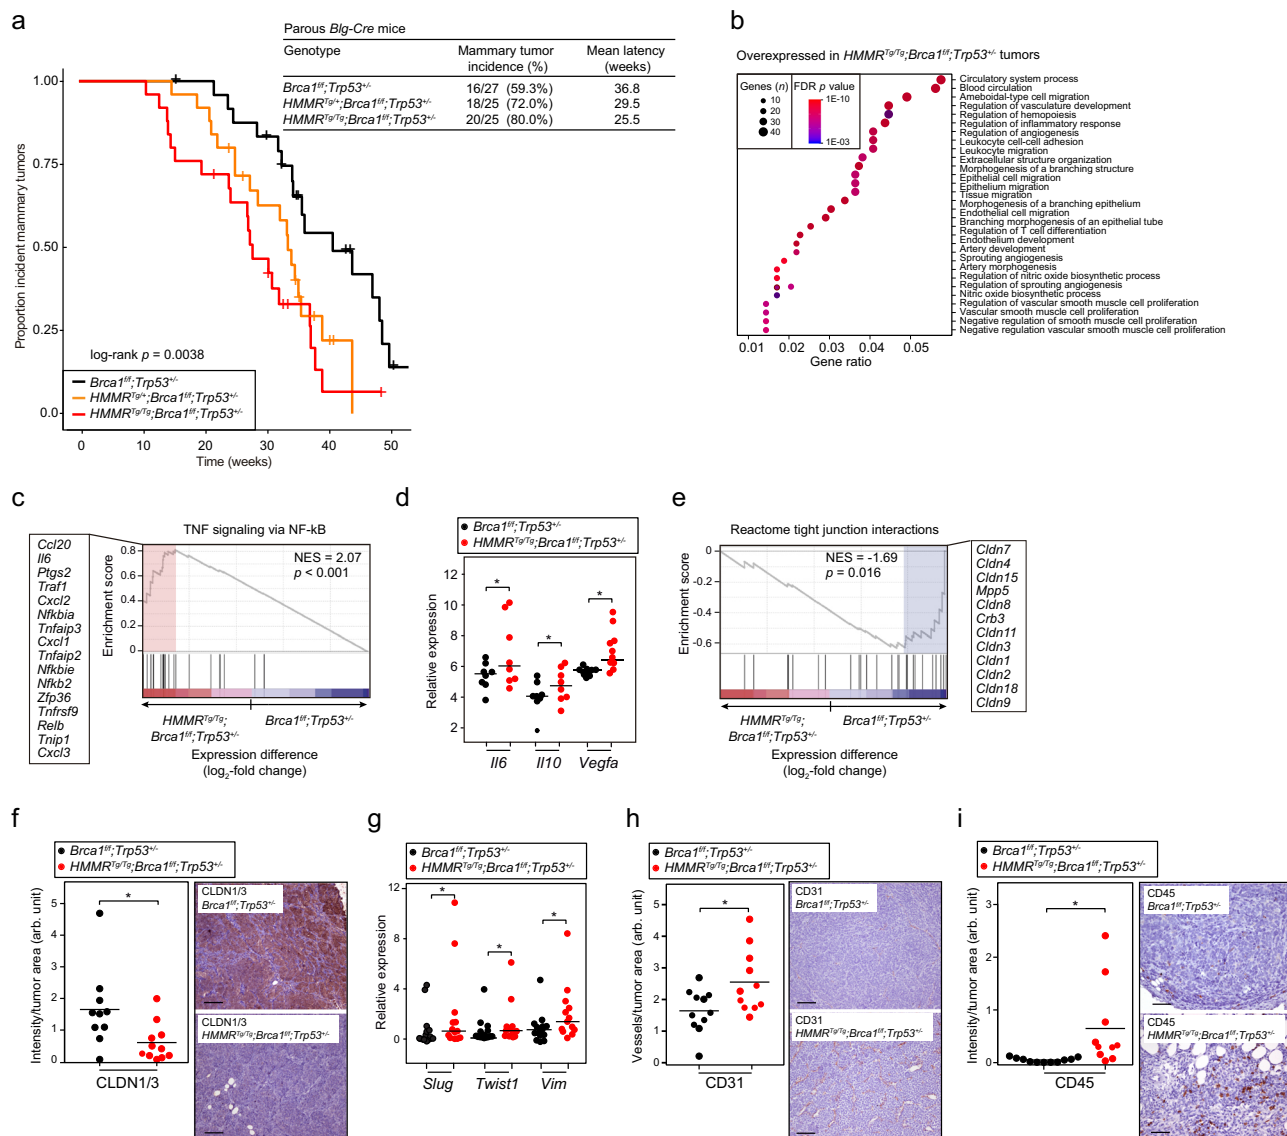 a
Parous Blg-Cre mice
Genotype Mammary tumor incidence (%) Mean latency (weeks)
Brca1f/f;Trp53+/- 16/27 (59.3%) 36.8
HMMRTg/+;Brca1f/f;Trp53+/- 18/25 (72.0%) 29.5
HMMRTg/Tg;Brca1f/f;Trp53+/- 20/25 (80.0%) 25.5
Proportion incident mammary tumors
1.00
0.75
0.50
0.25
0.0
log-rank p = 0.0038
Brca1f/f;Trp53+/-
HMMRTg/+;Brca1f/f;Trp53+/-
HMMRTg/Tg;Brca1f/f;Trp53+/-
0 10 20 30 40 50
Time (weeks)
b
Overexpressed in HMMRTg/Tg;Brca1f/f;Trp53+/- tumors
Genes (n)
10
20
30
40
FDR p value
1E-10
1E-03
Circulatory system process
Blood circulation
Ameboidal-type cell migration
Regulation of vasculature development
Regulation of hemopoiesis
Regulation of inflammatory response
Regulation of angiogenesis
Leukocyte cell-cell adhesion
Leukocyte migration
Extracellular structure organization
Morphogenesis of a branching structure
Epithelial cell migration
Epithelium migration
Tissue migration
Morphogenesis of a branching epithelium
Endothelial cell migration
Branching morphogenesis of an epithelial tube
Regulation of T cell differentiation
Endothelium development
Artery development
Sprouting angiogenesis
Artery morphogenesis
Regulation of nitric oxide biosynthetic process
Regulation of sprouting angiogenesis
Nitric oxide biosynthetic process
Regulation of vascular smooth muscle cell proliferation
Vascular smooth muscle cell proliferation
Negative regulation of smooth muscle cell proliferation
Negative regulation vascular smooth muscle cell proliferation
0.01 0.02 0.03 0.04 0.05
Gene ratio
c
TNF signaling via NF-kB
Ccl20
Il6
Ptgs2
Traf1
Cxcl2
Nfkbia
Tnfaip3
Cxcl1
Tnfaip2
Nfkbie
Nfkb2
Zfp36
Tnfrsf9
Relb
Tnip1
Cxcl3
Enrichment score
0.8
0.6
0.4
0.2
0
NES = 2.07
p < 0.001
HMMRTg/Tg; Brca1f/f;Trp53+/-
Brca1f/f;Trp53+/-
Expression difference
(log2-fold change)
d
Brca1f/f;Trp53+/-
HMMRTg/Tg;Brca1f/f;Trp53+/-
Relative expression
12
10
8
6
4
2
* * *
Il6 Il10 Vegfa
e
Reactome tight junction interactions
Enrichment score
0
-0.2
-0.4
-0.6
NES = -1.69
p = 0.016
HMMRTg/Tg; Brca1f/f;Trp53+/-
Brca1f/f;Trp53+/-
Expression difference
(log2-fold change)
Cldn7
Cldn4
Cldn15
Mpp5
Cldn8
Crb3
Cldn11
Cldn3
Cldn1
Cldn2
Cldn18
Cldn9
f
Brca1f/f;Trp53+/-
HMMRTg/Tg;Brca1f/f;Trp53+/-
Intensity/tumor area (arb. unit)
5
4
3
2
1
0
*
CLDN1/3
CLDN1/3
Brca1f/f;Trp53+/-
CLDN1/3
HMMRTg/Tg;Brca1f/f;Trp53+/-
g
Brca1f/f;Trp53+/-
HMMRTg/Tg;Brca1f/f;Trp53+/-
Relative expression
12
8
4
0
* * *
Slug Twist1 Vim
h
Brca1f/f;Trp53+/-
HMMRTg/Tg;Brca1f/f;Trp53+/-
Vessels/tumor area (arb. unit)
5
4
3
2
1
0
*
CD31
CD31
Brca1f/f;Trp53+/-
CD31
HMMRTg/Tg;Brca1f/f;Trp53+/-
i
Brca1f/f;Trp53+/-
HMMRTg/Tg;Brca1f/f;Trp53+/-
Intensity/tumor area (arb. unit)
3
2
1
0
*
CD45
CD45
Brca1f/f;Trp53+/-
CD45
HMMRTg/Tg;Brca1f/f;Trp53+/-